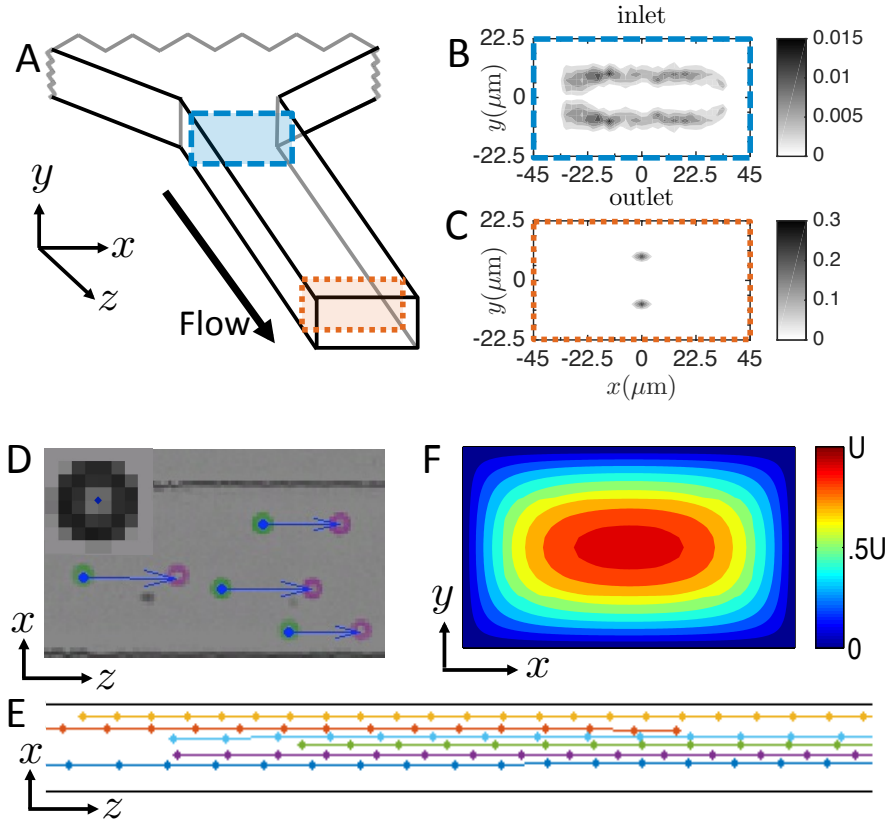 A
y
x
z
Flow
B
inlet
22.5
y(μm)
0
-22.5
-45 -22.5 0 22.5 45
0.015
0.01
0.005
0
C
outlet
22.5
y(μm)
0
-22.5
-45 -22.5 0 22.5 45
x(μm)
0.3
0.2
0.1
0
D
x
z
F
y
x
U
.5U
0
E
x
z